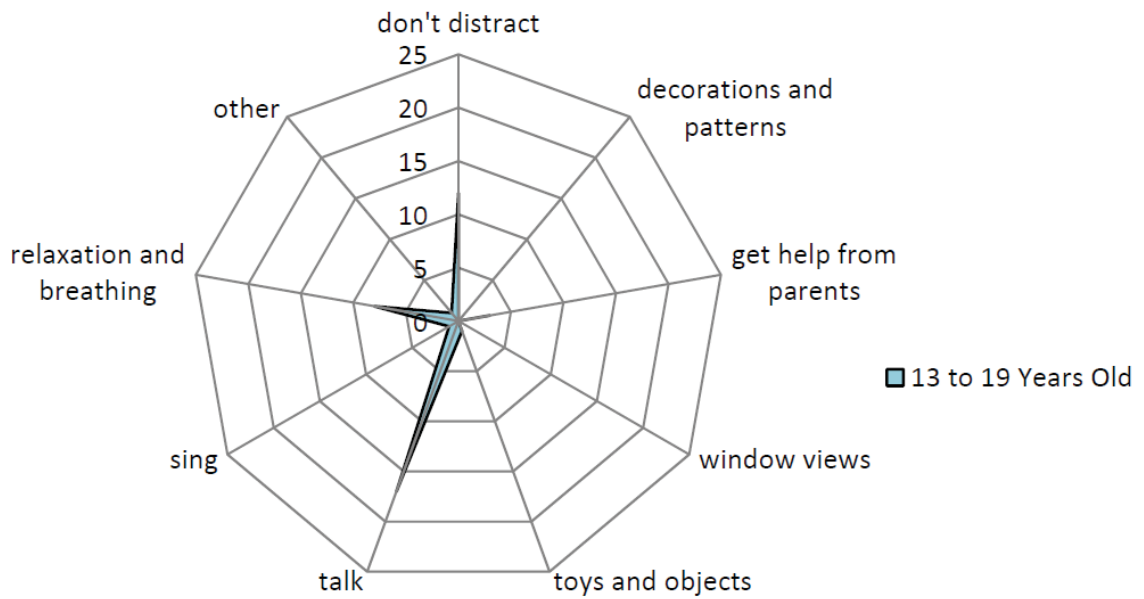 don't distract
25
20
15
10
5
0
decorations and
patterns
get help from
parents
window views
toys and objects
talk
sing
relaxation and
breathing
other
13 to 19 Years Old